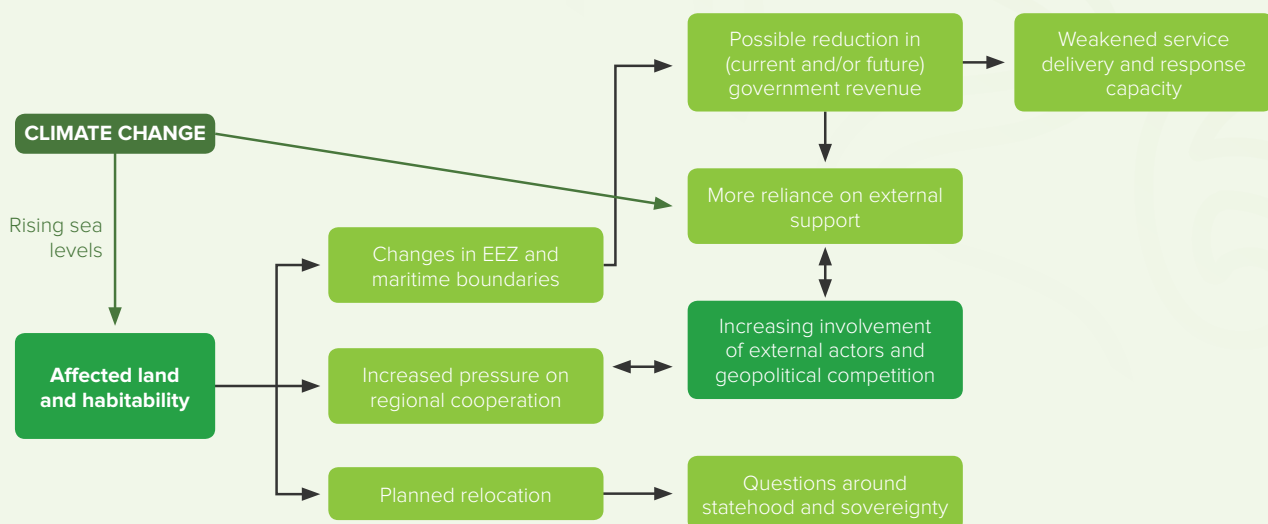 Possible reduction in
(current and/or future)
government revenue
Weakened service
delivery and response
capacity
CLIMATE CHANGE
More reliance on external
support
Rising sea
levels
Changes in EEZ and
maritime boundaries
Increasing involvement
of external actors and
geopolitical competition
Affected land
and habitability
Increased pressure on
regional cooperation
Planned relocation
Questions around
statehood and sovereignty